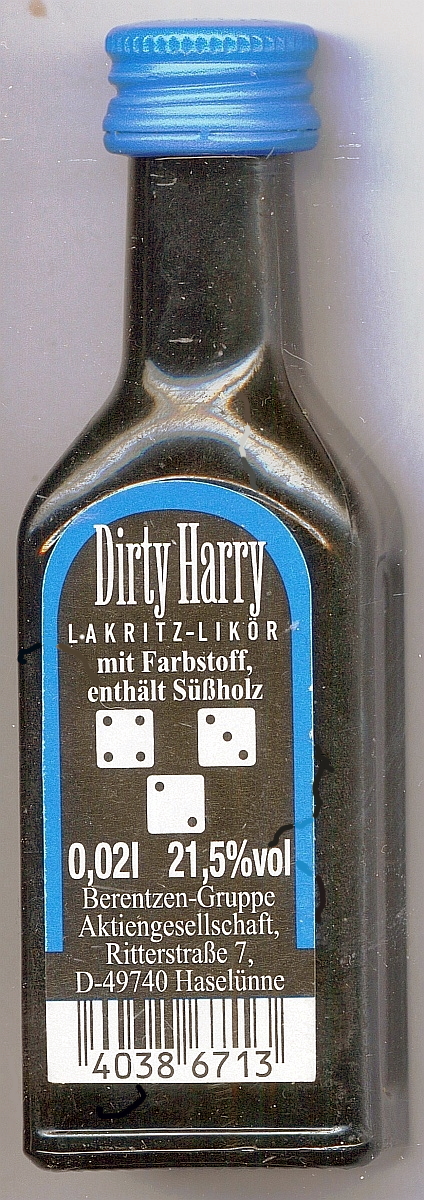 Dirty Harry
LAKRITZ-LIKÖR
mit Farbstoff,
enthält Süßholz
0,02l 21,5%vol
Berentzen-Gruppe
Aktiengesellschaft,
Ritterstraße 7,
D-49740 Haselünne
4038 6713